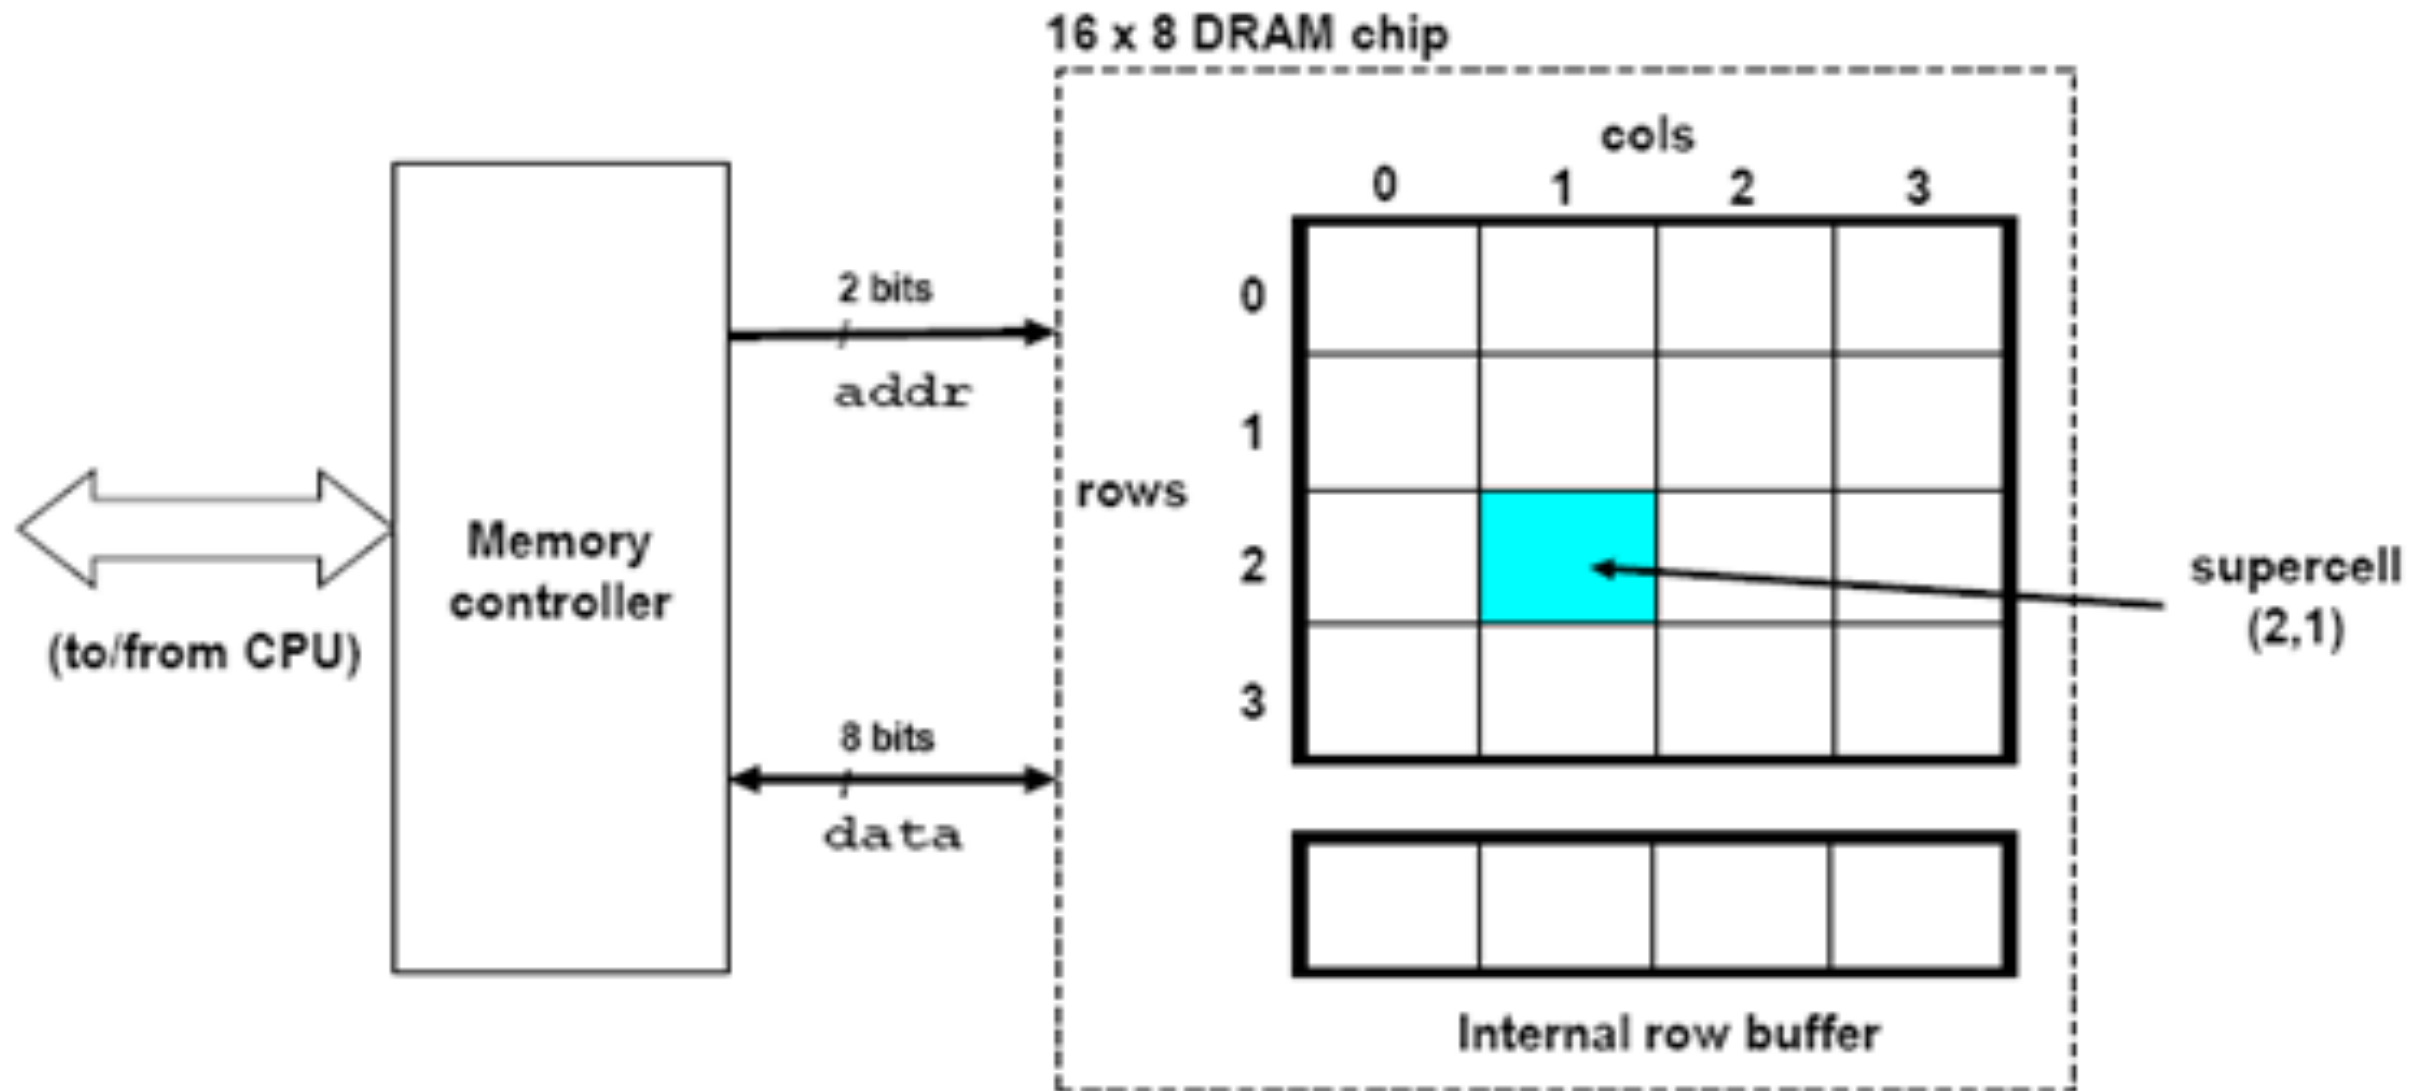 16 x 8 DRAM chip
cols
0 1 2 3
2 bits
0
addr
1
rows
Memory
controller
2
supercell
(2,1)
(to/from CPU)
3
8 bits
data
Internal row buffer